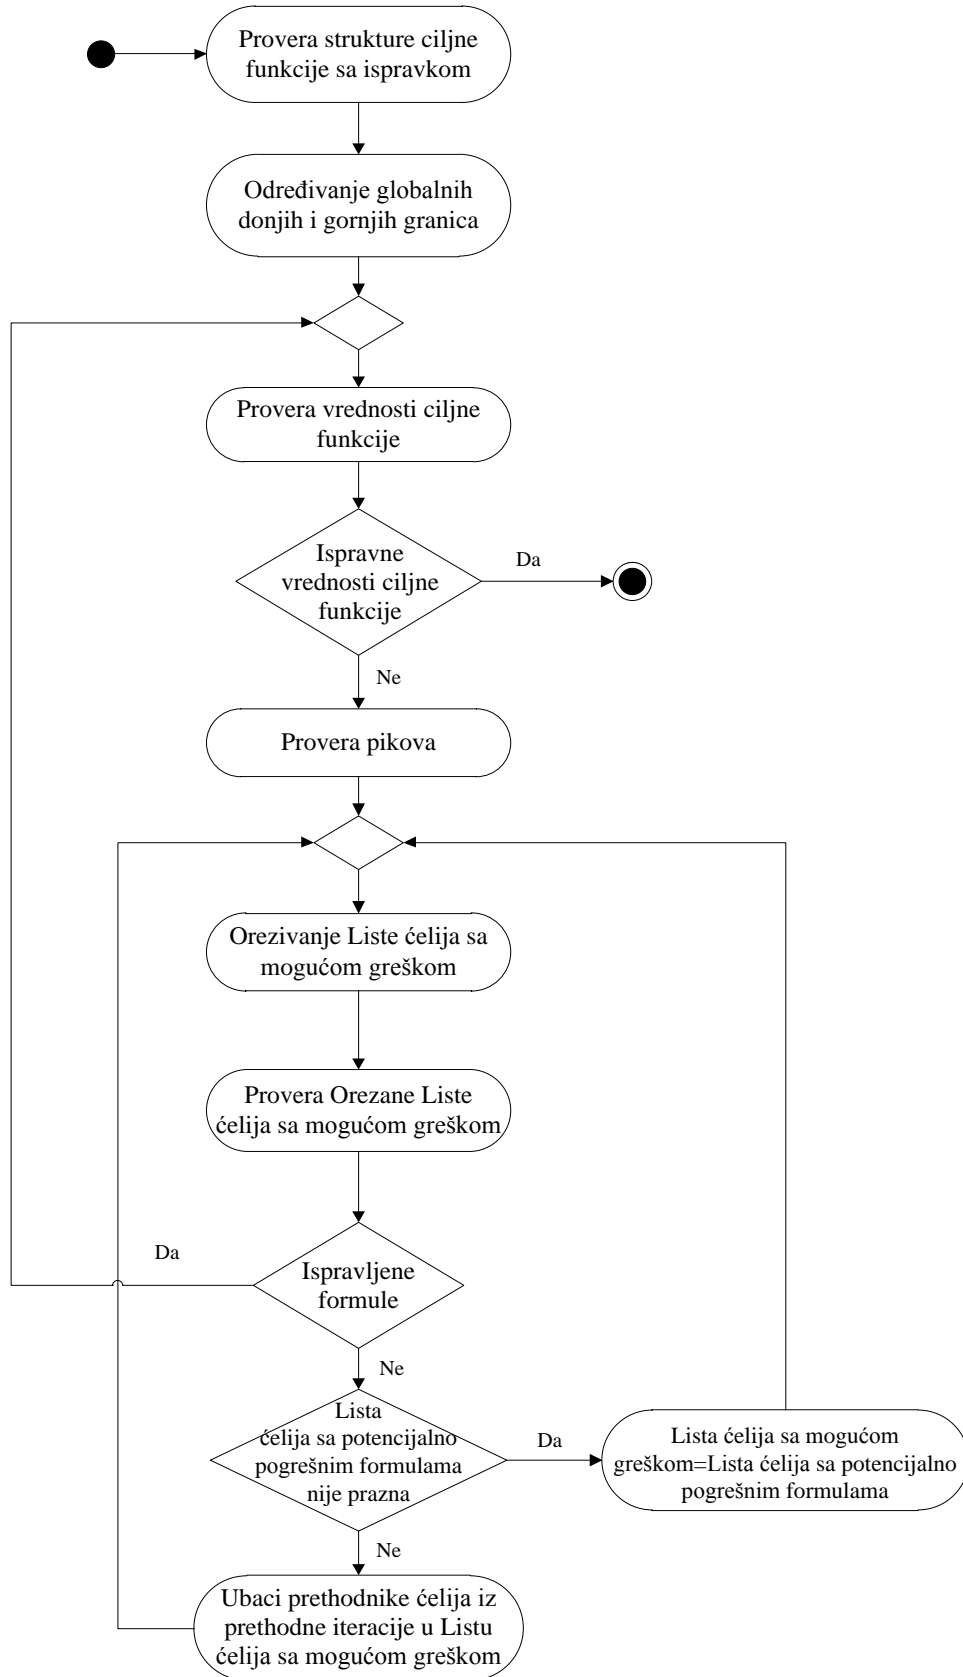 Provera strukture ciljne
funkcije sa ispravkom
Određivanje globalnih
donjih i gornjih granica
Provera vrednosti ciljne
funkcije
Ispravne
vrednosti ciljne
funkcije
Da
Ne
Provera pikova
Orezivanje Liste ćelija sa
mogućom greškom
Provera Orezane Liste
ćelija sa mogućom greškom
Da
Ispravljene
formule
Ne
Lista
ćelija sa potencijalno
pogrešnim formulama
nije prazna
Da
Lista ćelija sa mogućom
greškom=Lista ćelija sa potencijalno
pogrešnim formulama
Ne
Ubaci prethodnike ćelija iz
prethodne iteracije u Listu
ćelija sa mogućom greškom